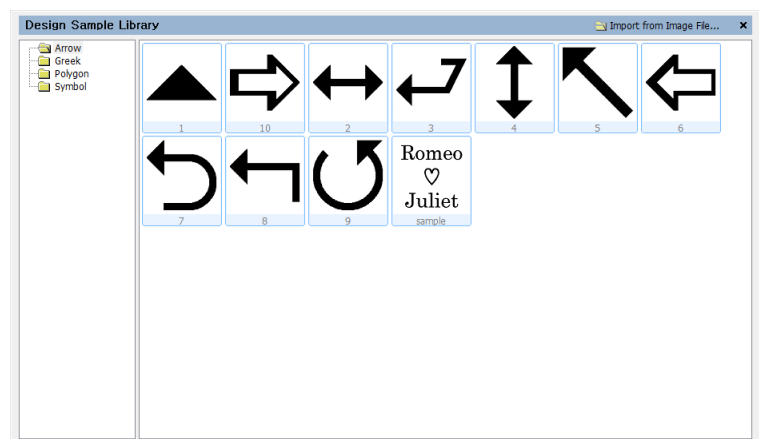 Design Sample Library
Import from Image File...
Arrow
Greek
Polygon
Symbol
1
10
2
3
4
5
6
Romeo
♡
Juliet
7
8
9
sample